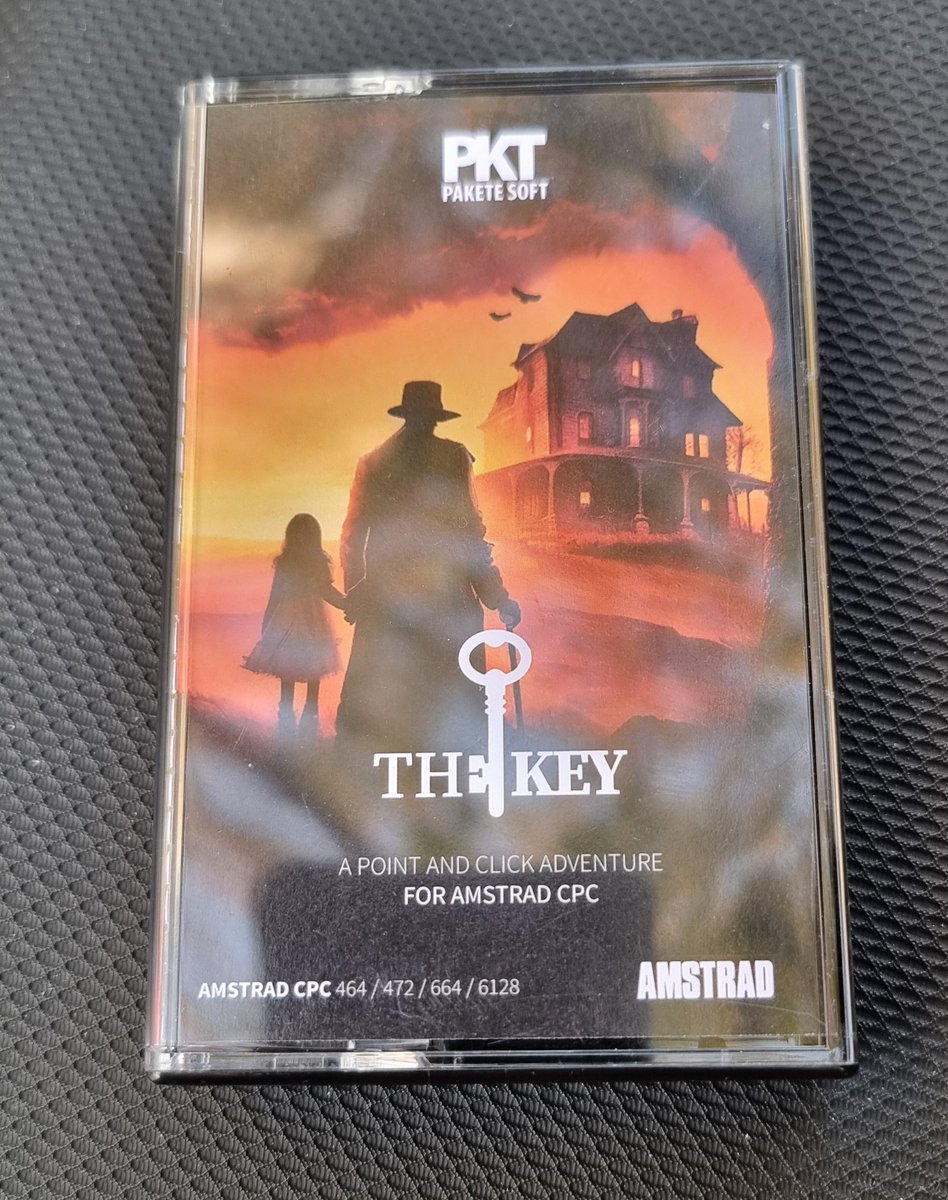 PKT
PAKETE SOFT
THE KEY
A POINT AND CLICK ADVENTURE
FOR AMSTRAD CPC
AMSTRAD CPC 464 / 472 / 664 / 6128
AMSTRAD